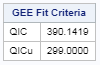 GEE Fit Criteria
QIC 390.1419
QICu 299.0000